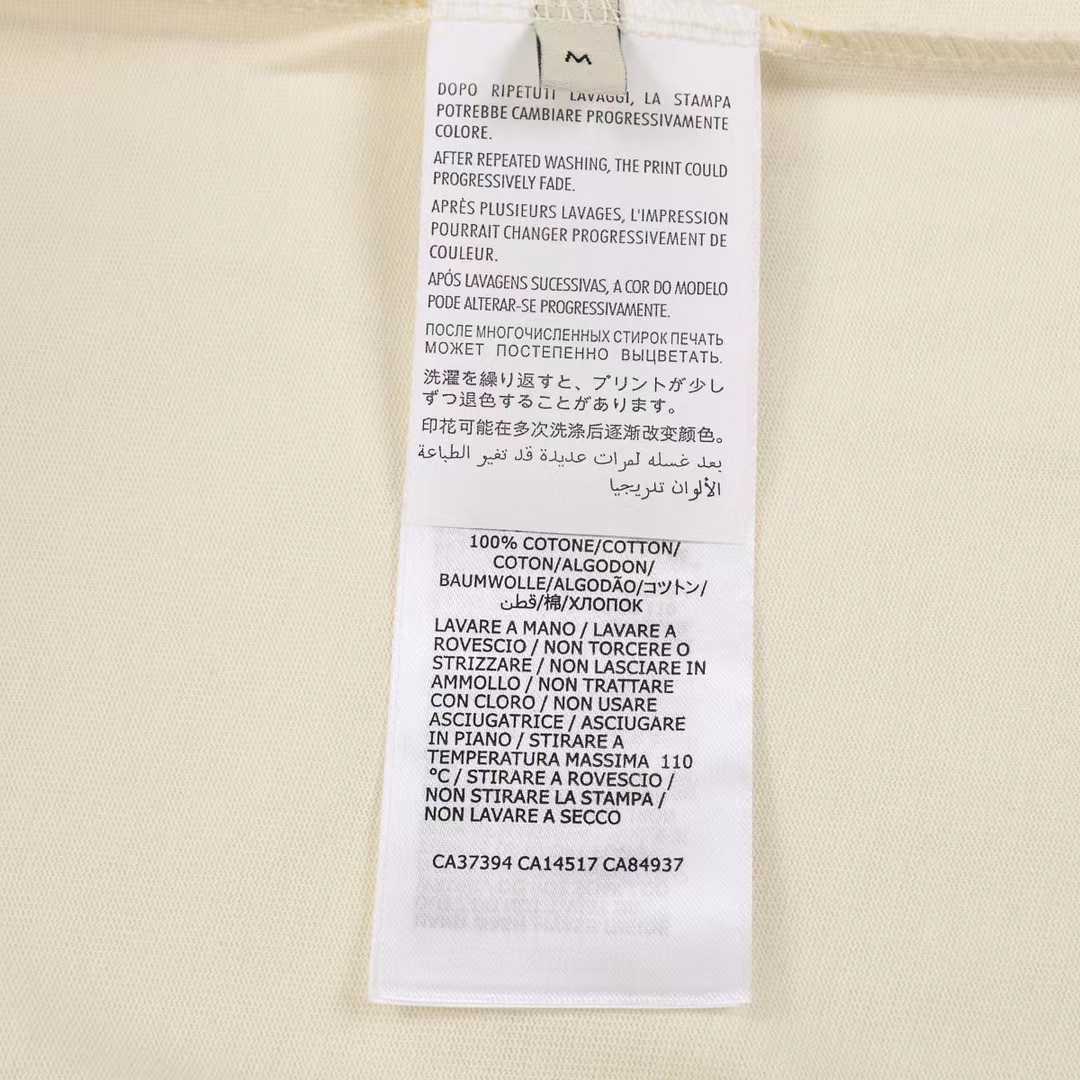 M
DOPO RIPETUTI LAVAGGI, LA STAMPA
POTREBBE CAMBIARE PROGRESSIVAMENTE
COLORE.
AFTER REPEATED WASHING, THE PRINT COULD
PROGRESSIVELY FADE.
APRÈS PLUSIEURS LAVAGES, L'IMPRESSION
POURRAIT CHANGER PROGRESSIVEMENT DE
COULEUR.
APÓS LAVAGENS SUCESSIVAS, A COR DO MODELO
PODE ALTERAR-SE PROGRESSIVAMENTE.
ПОСЛЕ МНОГОЧИСЛЕННЫХ СТИРОК ПЕЧАТЬ
МОЖЕТ ПОСТЕПЕННО ВЫЦВЕТАТЬ.
洗濯を繰り返すと、プリントが少し
ずつ退色することがあります。
印花可能在多次洗涤后逐渐改变颜色。
بعد غسله لمرات عديدة قد تغير الطباعة
الألوان تدريجيا
100% COTONE/COTTON/
COTON/ALGODON/
BAUMWOLLE/ALGODÃO/コツトン/
قطن/棉/ХЛОПОК
LAVARE A MANO / LAVARE A
ROVESCIO / NON TORCERE O
STRIZZARE / NON LASCIARE IN
AMMOLLO / NON TRATTARE
CON CLORO / NON USARE
ASCIUGATRICE / ASCIUGARE
IN PIANO / STIRARE A
TEMPERATURA MASSIMA 110
°C / STIRARE A ROVESCIO /
NON STIRARE LA STAMPA /
NON LAVARE A SECCO
CA37394 CA14517 CA84937